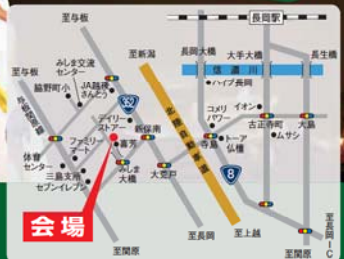 至与板
至与板
みしま交流
センター
脇野町小
JA越後
さんとう
352
至新潟
長岡大橋
長岡駅
大手大橋
長生橋
信濃川
ハイブ長岡
与板関原線
デイリー
ストアー
新保南
コメリ
パワー
イオン
北陸自動車道
体育
センター
ファミリー
マート
喜芳
寺島
トーア
仏壇
古正寺町
ムサシ
大島
三島支所
セブンイレブン
みしま
大橋
大荒戸
8
会場
至関原
至長岡
至上越
至関原
至長岡IC